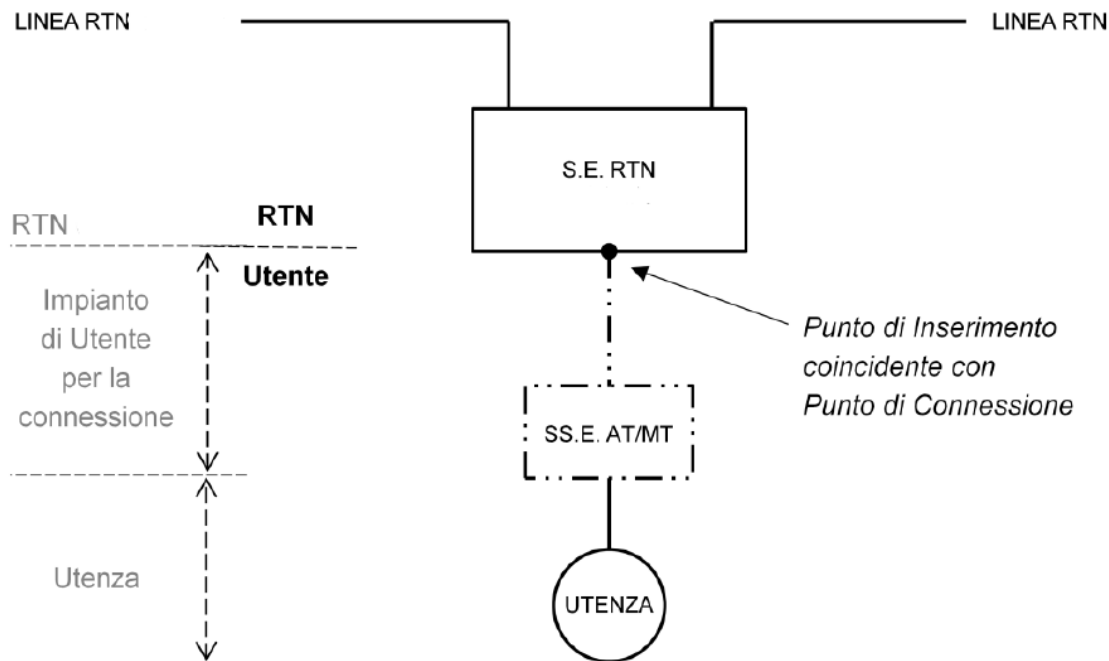 LINEA RTN
LINEA RTN
S.E. RTN
RTN
RTN
Utente
Impianto
di Utente
per la
connessione
Punto di Inserimento
coincidente con
Punto di Connessione
SS.E. AT/MT
Utenza
UTENZA